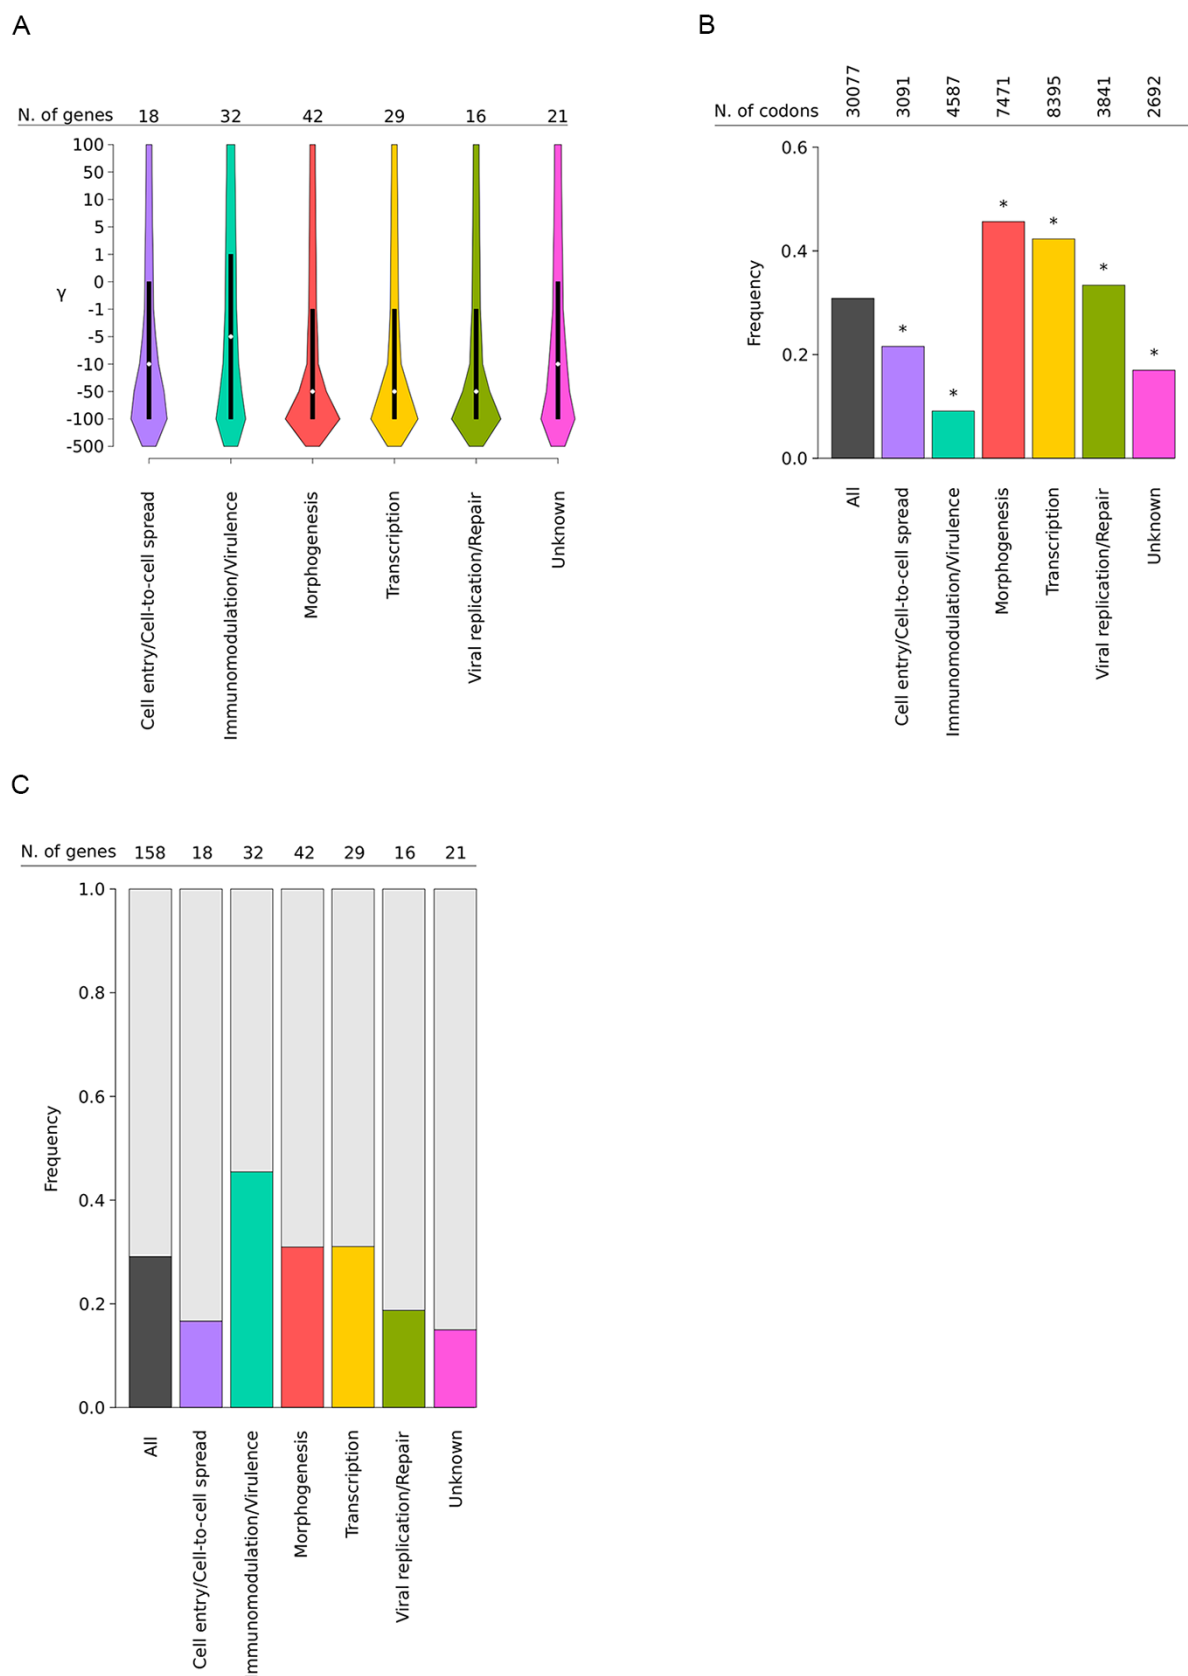 A
N. of genes 18 32 42 29 16 21
100
50
10
5
1
0
-1
-5
-10
-50
-100
-500
γ
Cell entry/Cell-to-cell spread
Immunomodulation/Virulence
Morphogenesis
Transcription
Viral replication/Repair
Unknown
B
N. of codons 30077 3091 4587 7471 8395 3841 2692
0.6
0.4
0.2
0.0
Frequency
* * * * * *
All
Cell entry/Cell-to-cell spread
Immunomodulation/Virulence
Morphogenesis
Transcription
Viral replication/Repair
Unknown
C
N. of genes 158 18 32 42 29 16 21
1.0
0.8
0.6
0.4
0.2
0.0
Frequency
All
Cell entry/Cell-to-cell spread
Immunomodulation/Virulence
Morphogenesis
Transcription
Viral replication/Repair
Unknown